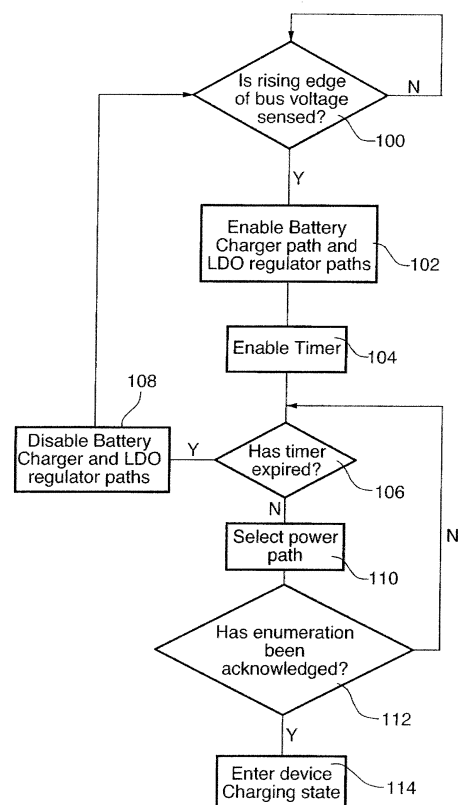 Is rising edge
of bus voltage
sensed?
N
100
Y
Enable Battery
Charger path and
LDO regulator paths
102
Enable Timer
104
108
Disable Battery
Charger and LDO
regulator paths
Y
Has timer
expired?
106
N
Select power
path
110
N
Has enumeration
been
acknowledged?
112
Y
Enter device
Charging state
114